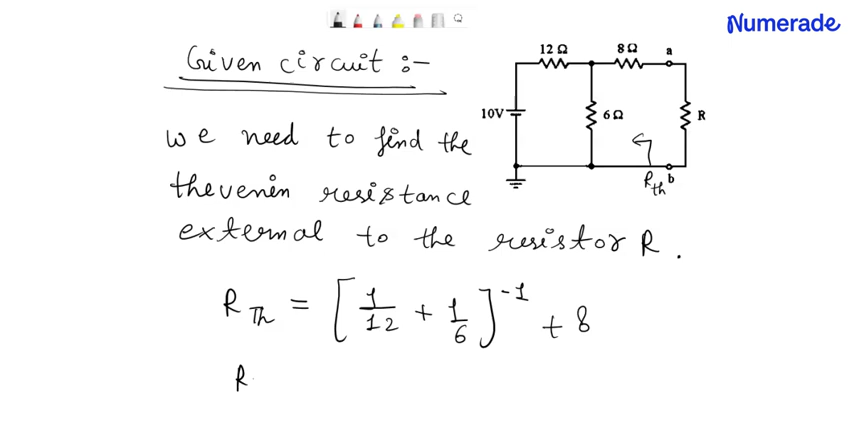 Numerade
Given circuit :-
12 Ω 8 Ω a
10V 6 Ω R
R_th b
we need to find the
thevenin resistance
external to the resistor R.
R_Th = [1/12 + 1/6]^-1 + 8
R